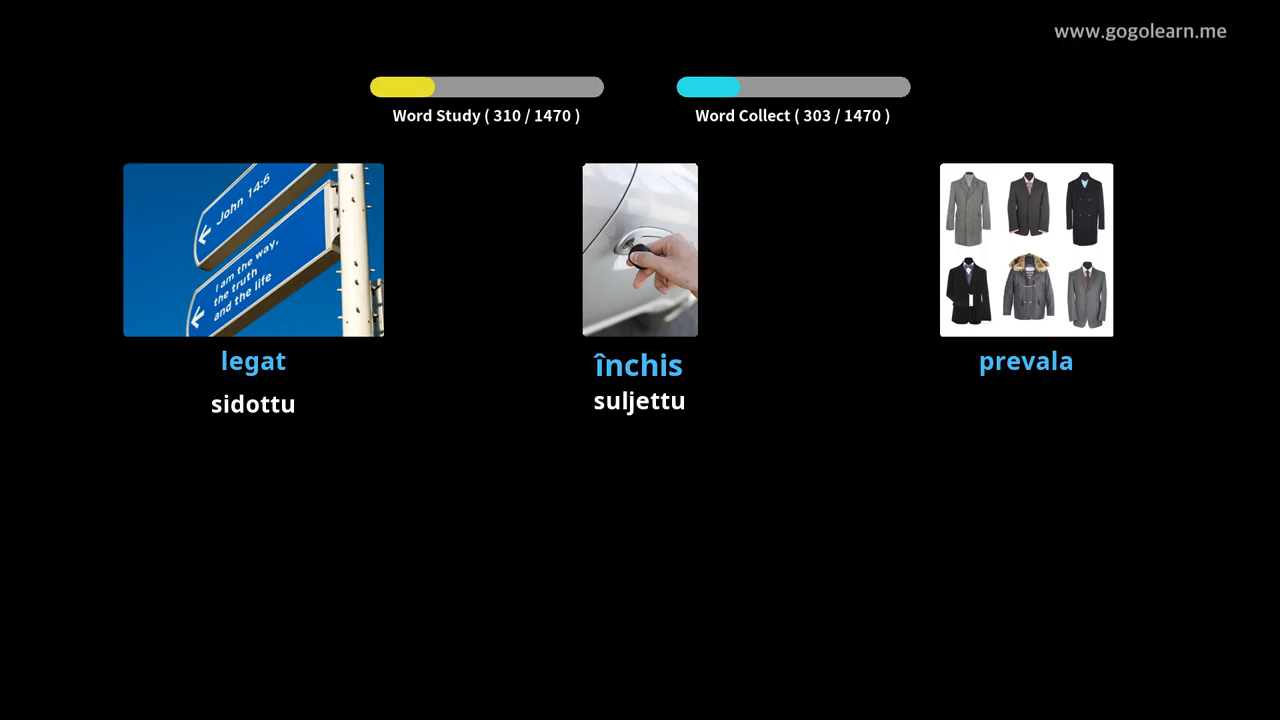 www.gogolearn.me
Word Study ( 310 / 1470 )
Word Collect ( 303 / 1470 )
John 14:6
I am the way,
the truth
and the life
legat
sidottu
închis
suljettu
prevala